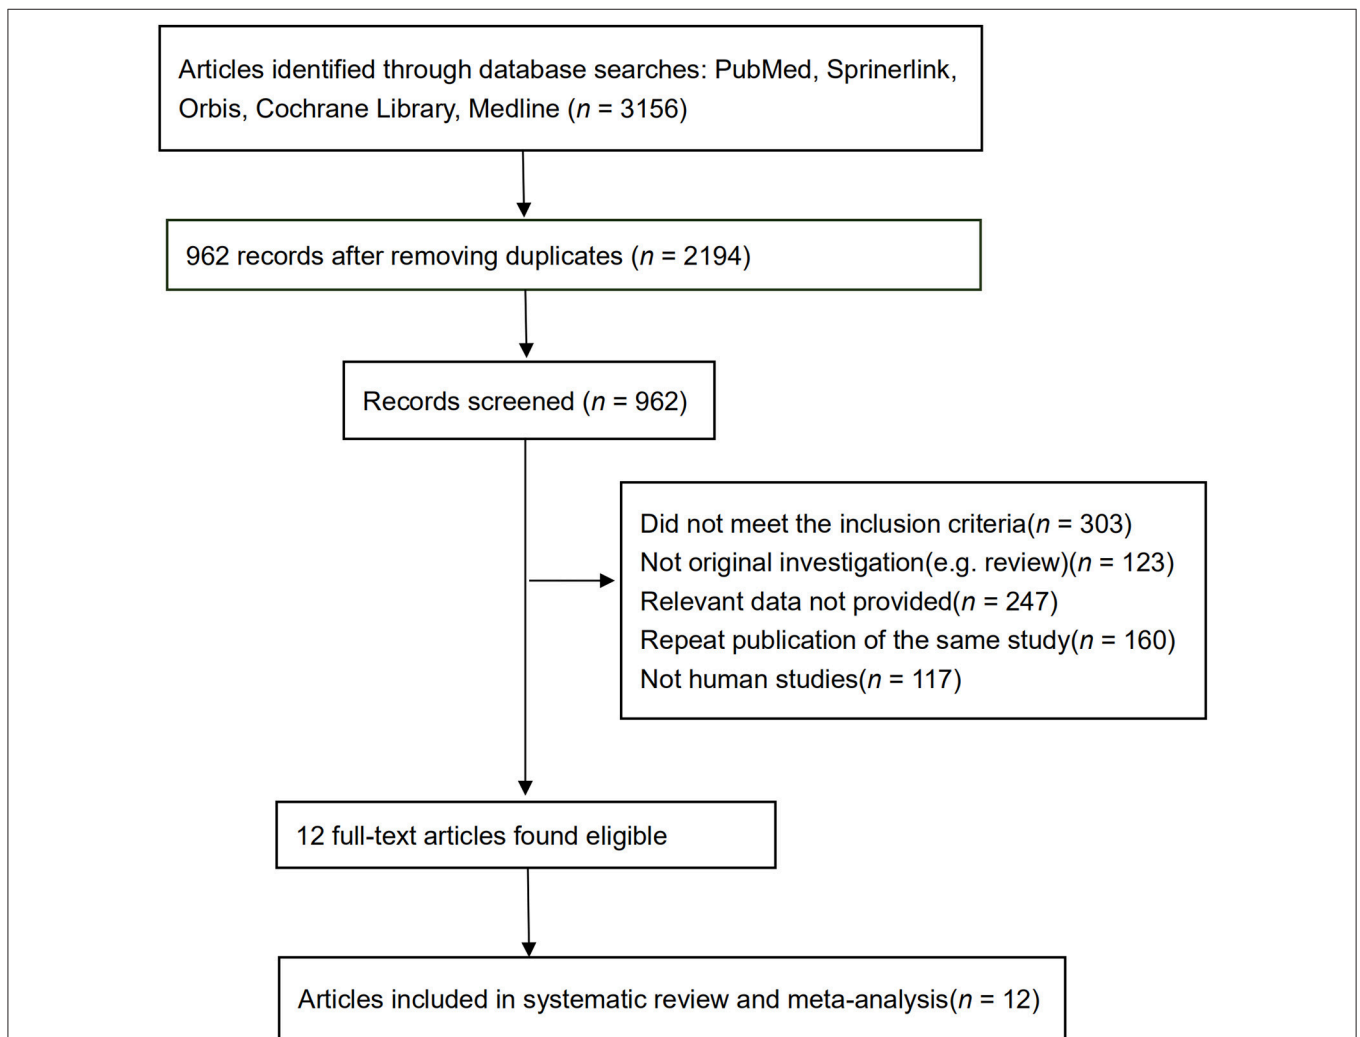 Articles identified through database searches: PubMed, Sprinerlink,
Orbis, Cochrane Library, Medline (n = 3156)
962 records after removing duplicates (n = 2194)
Records screened (n = 962)
Did not meet the inclusion criteria(n = 303)
Not original investigation(e.g. review)(n = 123)
Relevant data not provided(n = 247)
Repeat publication of the same study(n = 160)
Not human studies(n = 117)
12 full-text articles found eligible
Articles included in systematic review and meta-analysis(n = 12)